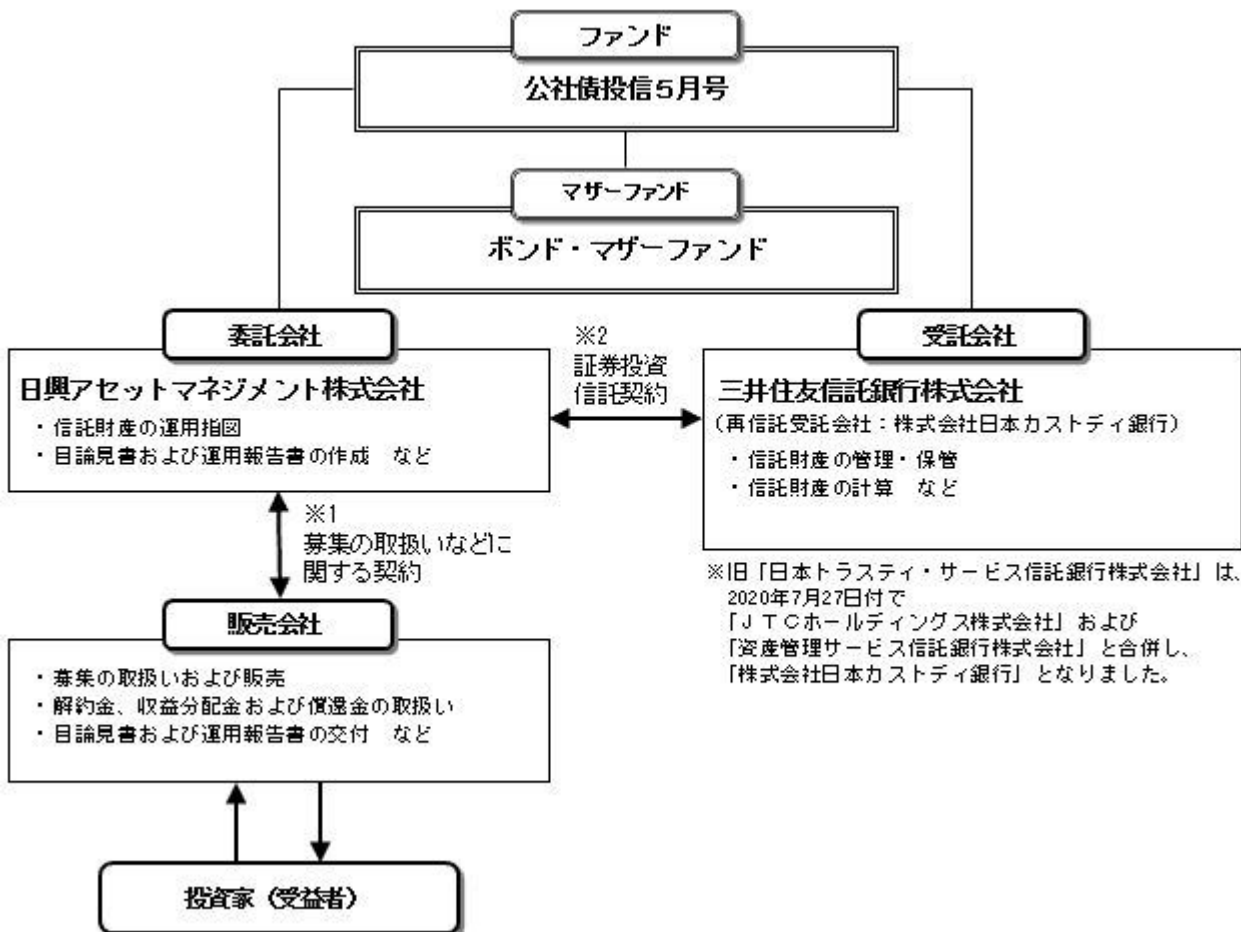 ファンド
公社債投信5月号
マザーファンド
ボンド・マザーファンド
委託会社
日興アセットマネジメント株式会社
・信託財産の運用指図
・目論見書および運用報告書の作成　など
※2
証券投資
信託契約
受託会社
三井住友信託銀行株式会社
（再信託受託会社：株式会社日本カストディ銀行）
・信託財産の管理・保管
・信託財産の計算　など
※1
募集の取扱いなどに
関する契約
※旧「日本トラスティ・サービス信託銀行株式会社」は、
2020年7月27日付で
「ＪＴＣホールディングス株式会社」および
「資産管理サービス信託銀行株式会社」と合併し、
「株式会社日本カストディ銀行」となりました。
販売会社
・募集の取扱いおよび販売
・解約金、収益分配金および償還金の取扱い
・目論見書および運用報告書の交付　など
投資家（受益者）